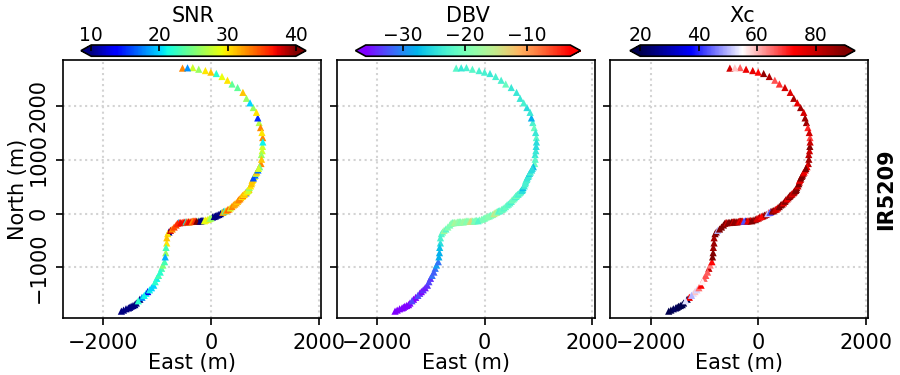 SNR DBV Xc
10 20 30 40 −30 −20 −10 20 40 60 80
2000
1000
0
−1000
North (m)
IR5209
−2000 0 2000 −2000 0 2000 −2000 0 2000
East (m) East (m) East (m)